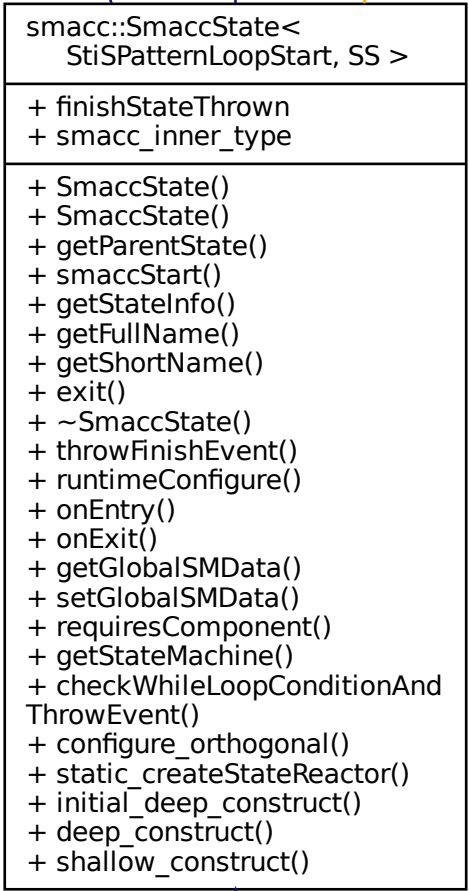 smacc::SmaccState<
StiSPatternLoopStart, SS >
+ finishStateThrown
+ smacc_inner_type
+ SmaccState()
+ SmaccState()
+ getParentState()
+ smaccStart()
+ getStateInfo()
+ getFullName()
+ getShortName()
+ exit()
+ ~SmaccState()
+ throwFinishEvent()
+ runtimeConfigure()
+ onEntry()
+ onExit()
+ getGlobalSMData()
+ setGlobalSMData()
+ requiresComponent()
+ getStateMachine()
+ checkWhileLoopConditionAnd
ThrowEvent()
+ configure_orthogonal()
+ static_createStateReactor()
+ initial_deep_construct()
+ deep_construct()
+ shallow_construct()